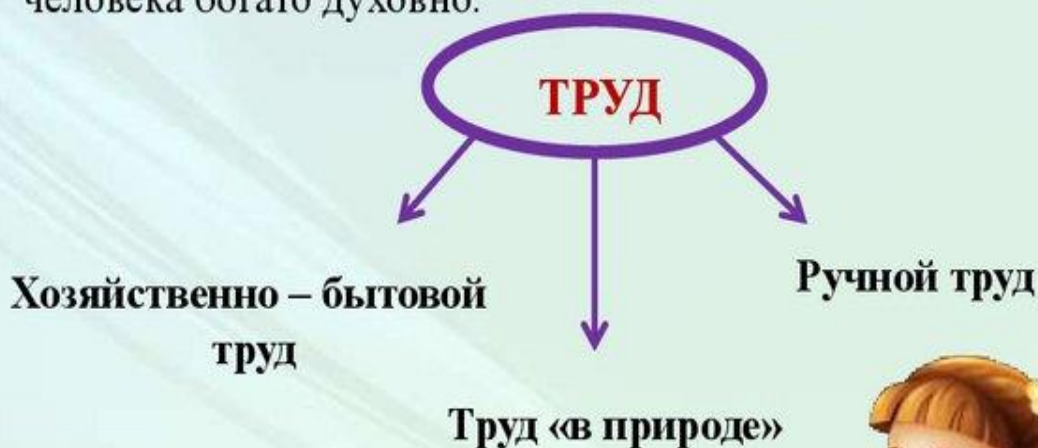 человека богато духовно.
ТРУД
Хозяйственно – бытовой
труд
Ручной труд
Труд «в природе»